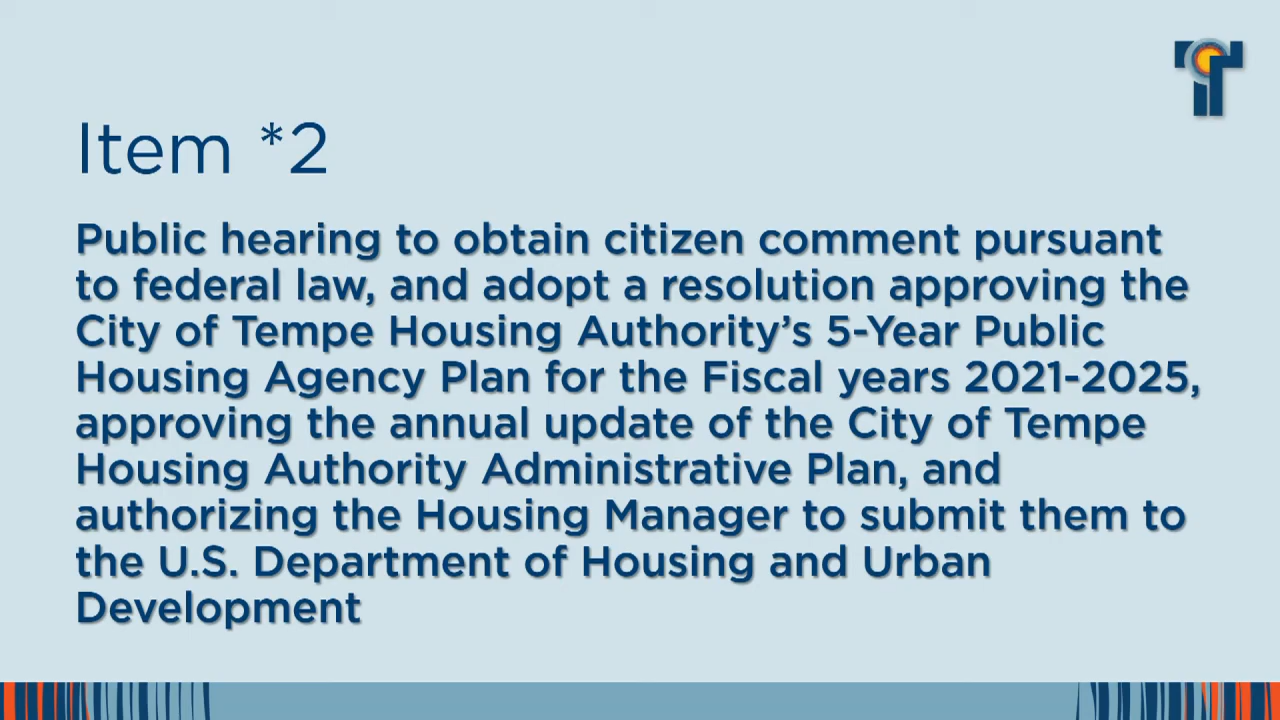 Item *2
Public hearing to obtain citizen comment pursuant
to federal law, and adopt a resolution approving the
City of Tempe Housing Authority’s 5-Year Public
Housing Agency Plan for the Fiscal years 2021-2025,
approving the annual update of the City of Tempe
Housing Authority Administrative Plan, and
authorizing the Housing Manager to submit them to
the U.S. Department of Housing and Urban
Development